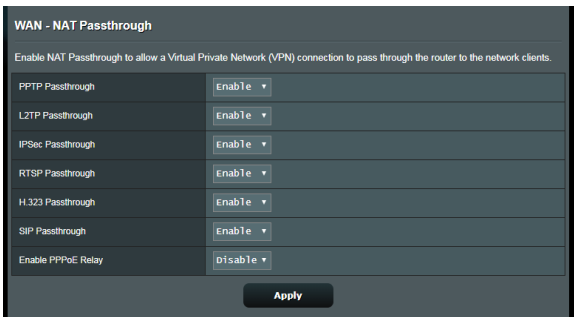 WAN - NAT Passthrough
Enable NAT Passthrough to allow a Virtual Private Network (VPN) connection to pass through the router to the network clients.
PPTP Passthrough Enable
L2TP Passthrough Enable
IPSec Passthrough Enable
RTSP Passthrough Enable
H.323 Passthrough Enable
SIP Passthrough Enable
Enable PPPoE Relay Disable
Apply